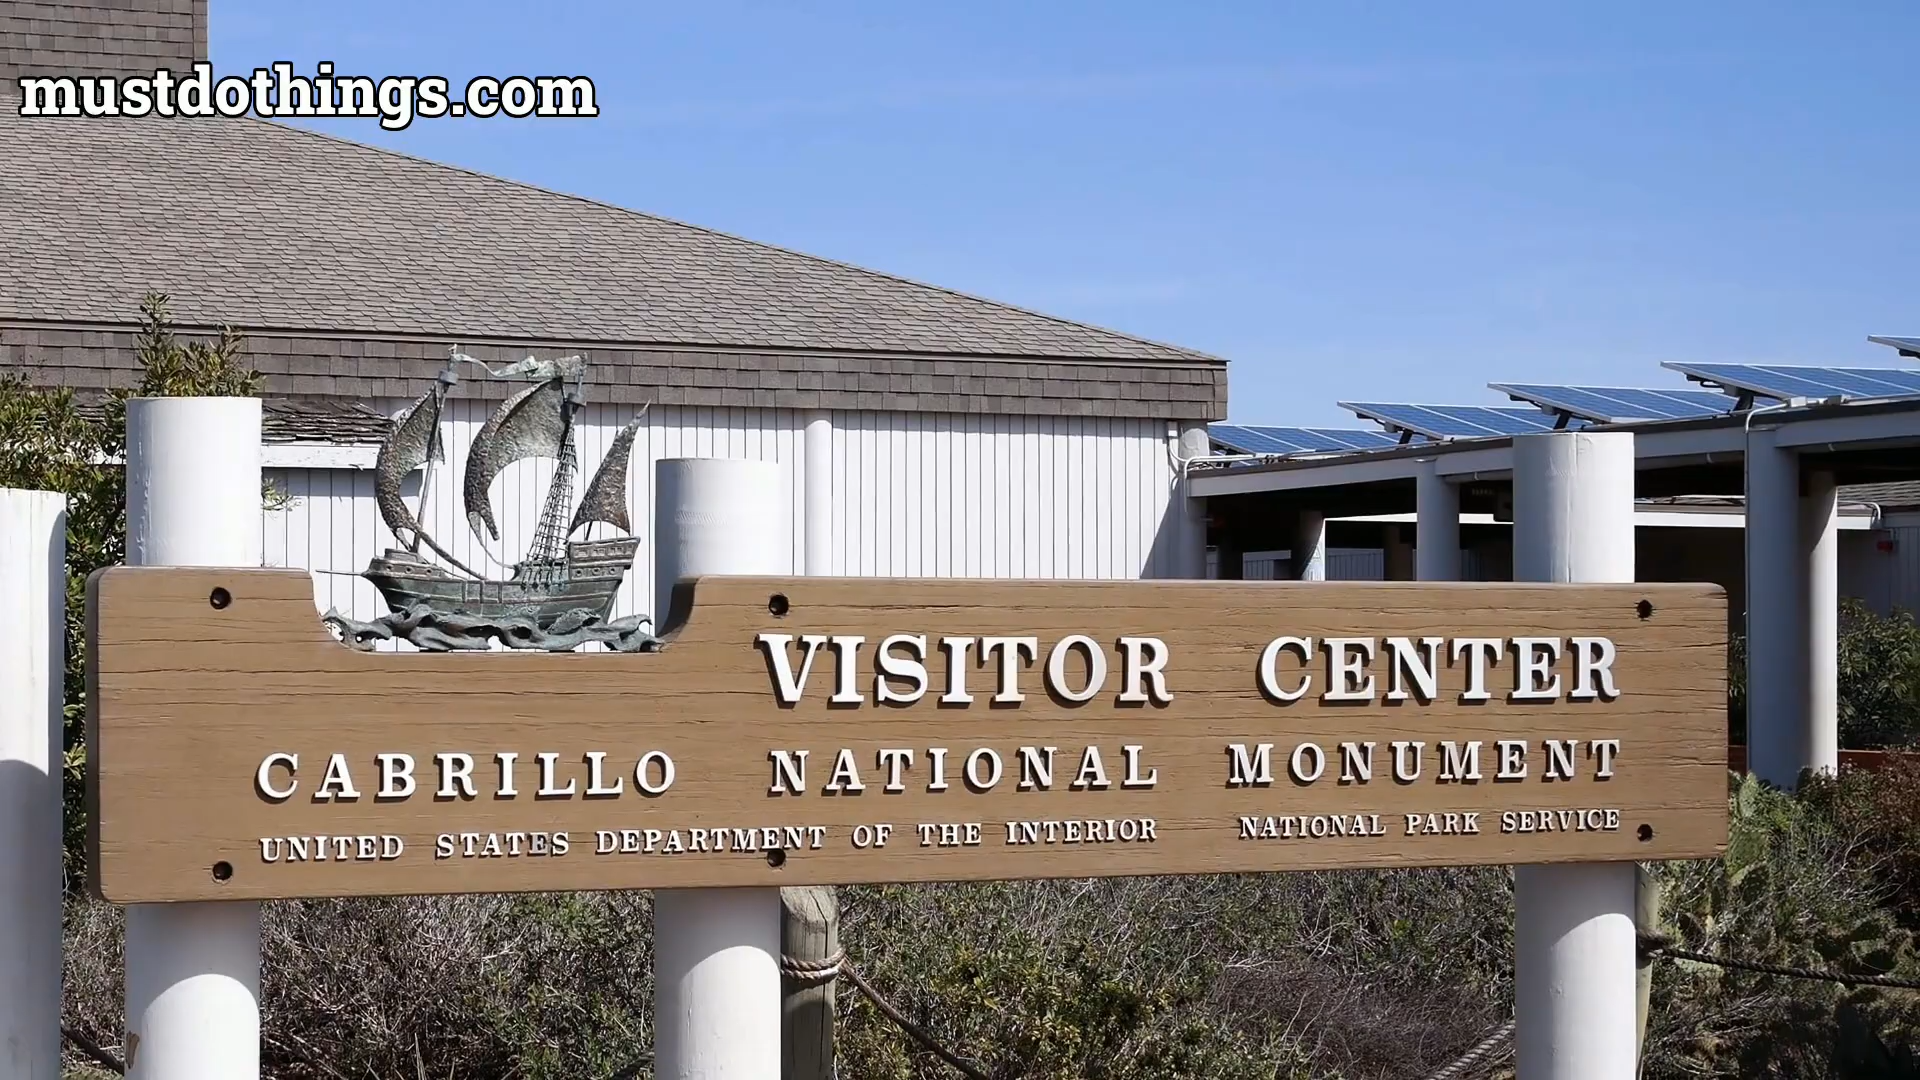 mustdothings.com
VISITOR CENTER
CABRILLO NATIONAL MONUMENT
UNITED STATES DEPARTMENT OF THE INTERIOR NATIONAL PARK SERVICE